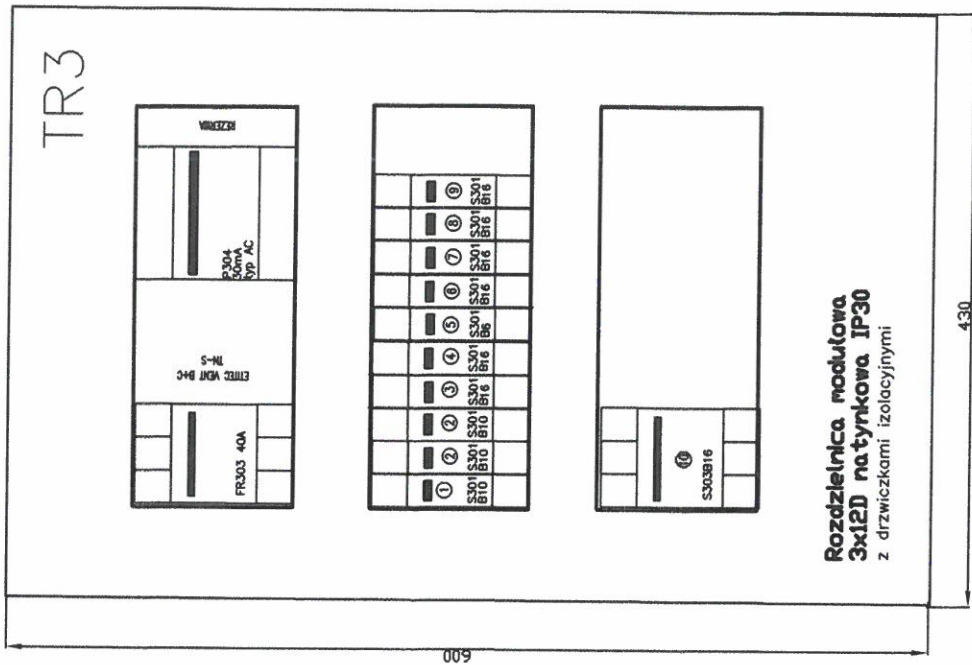 TR3
FR303 40A
ETITEC VENT B+C
TN-S
P304
30mA
typ AC
REZERWA
1
S301
B10
2
S301
B10
2
S301
B10
3
S301
B16
4
S301
B16
5
S301
B6
6
S301
B16
7
S301
B16
8
S301
B16
9
S301
B16
10
S303B16
Rozdzielnica modułowa
3x12D natynkowa IP30
z drzwiczkami izolacyjnymi
600
430